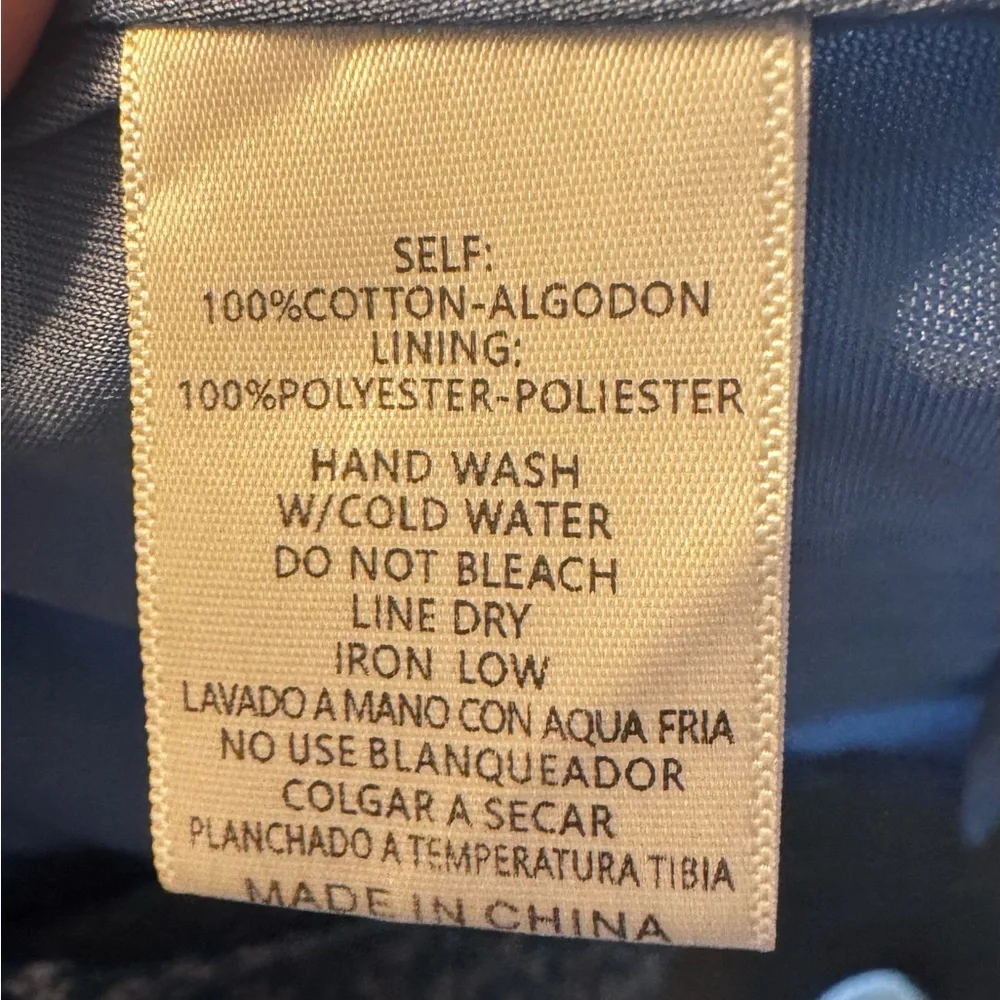 SELF:
100%COTTON-ALGODON
LINING:
100%POLYESTER-POLIESTER
HAND WASH
W/COLD WATER
DO NOT BLEACH
LINE DRY
IRON LOW
LAVADO A MANO CON AQUA FRIA
NO USE BLANQUEADOR
COLGAR A SECAR
PLANCHADO A TEMPERATURA TIBIA
MADE IN CHINA